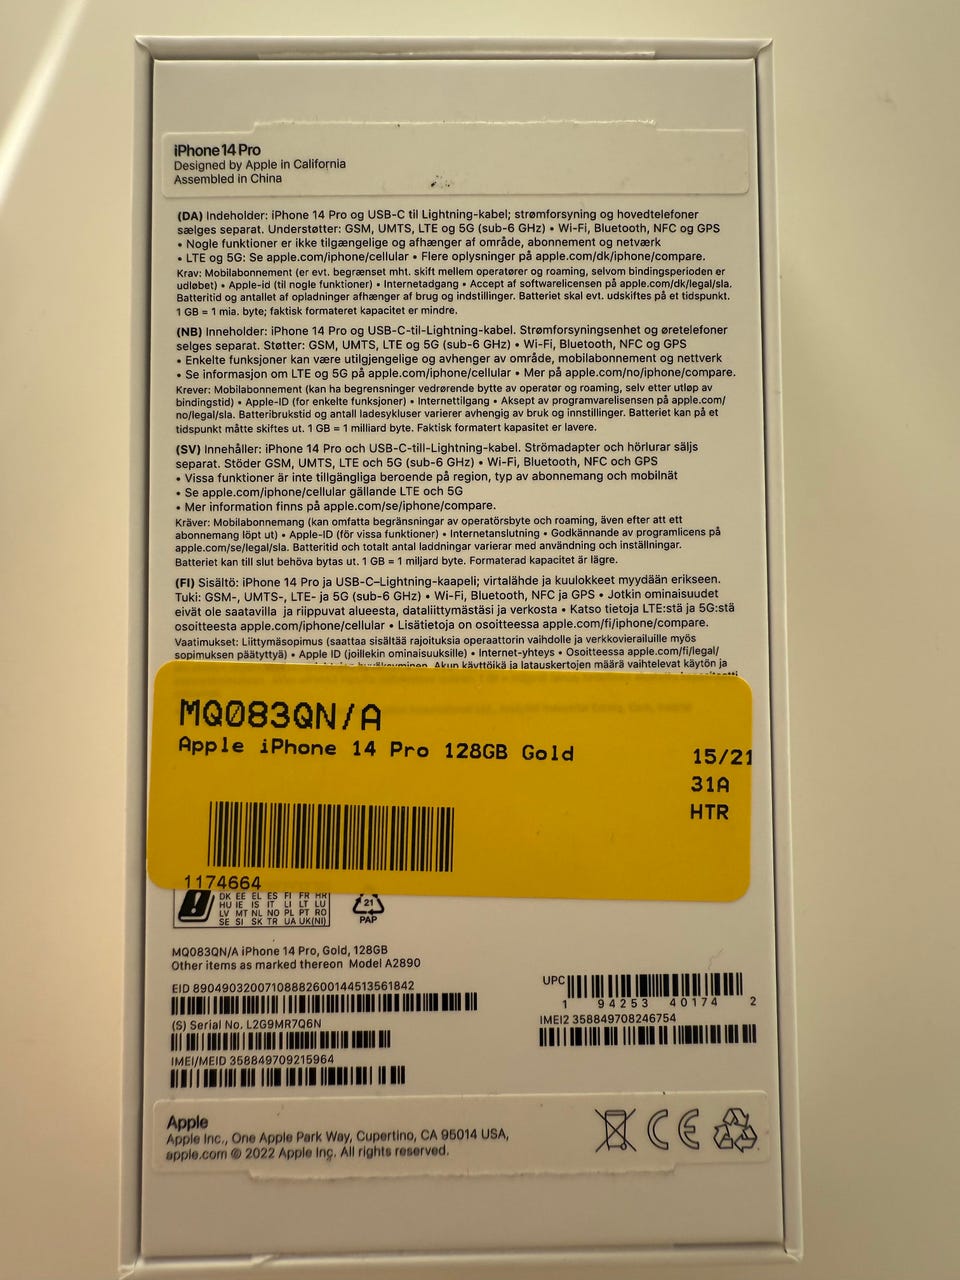 iPhone 14 Pro
Designed by Apple in California
Assembled in China
(DA) Indeholder: iPhone 14 Pro og USB-C til Lightning-kabel; strømforsyning og hovedtelefoner
sælges separat. Understøtter: GSM, UMTS, LTE og 5G (sub-6 GHz) • Wi-Fi, Bluetooth, NFC og GPS
• Nogle funktioner er ikke tilgængelige og afhænger af område, abonnement og netværk
• LTE og 5G: Se apple.com/iphone/cellular • Flere oplysninger på apple.com/dk/iphone/compare.
Krav: Mobilabonnement (er evt. begrænset mht. skift mellem operatører og roaming, selvom bindingsperioden er
udløbet) • Apple-id (til nogle funktioner) • Internetadgang • Accept af softwarelicensen på apple.com/dk/legal/sla.
Batteritid og antallet af opladninger afhænger af brug og indstillinger. Batteriet skal evt. udskiftes på et tidspunkt.
1 GB = 1 mia. byte; faktisk formateret kapacitet er mindre.
(NB) Inneholder: iPhone 14 Pro og USB-C-til-Lightning-kabel. Strømforsyningsenhet og øretelefoner
selges separat. Støtter: GSM, UMTS, LTE og 5G (sub-6 GHz) • Wi-Fi, Bluetooth, NFC og GPS
• Enkelte funksjoner kan være utilgjengelige og avhenger av område, mobilabonnement og nettverk
• Se informasjon om LTE og 5G på apple.com/iphone/cellular • Mer på apple.com/no/iphone/compare.
Krever: Mobilabonnement (kan ha begrensninger vedrørende bytte av operatør og roaming, selv etter utløp av
bindingstid) • Apple-ID (for enkelte funksjoner) • Internettilgang • Aksept av programvarelisensen på apple.com/
no/legal/sla. Batteribrukstid og antall ladesykluser varierer avhengig av bruk og innstillinger. Batteriet kan på et
tidspunkt måtte skiftes ut. 1 GB = 1 milliard byte. Faktisk formatert kapasitet er lavere.
(SV) Innehåller: iPhone 14 Pro och USB-C-till-Lightning-kabel. Strömadapter och hörlurar säljs
separat. Stöder GSM, UMTS, LTE och 5G (sub-6 GHz) • Wi-Fi, Bluetooth, NFC och GPS
• Vissa funktioner är inte tillgängliga beroende på region, typ av abonnemang och mobilnät
• Se apple.com/iphone/cellular gällande LTE och 5G
• Mer information finns på apple.com/se/iphone/compare.
Kräver: Mobilabonnemang (kan omfatta begränsningar av operatörsbyte och roaming, även efter att ett
abonnemang löpt ut) • Apple-ID (för vissa funktioner) • Internetanslutning • Godkännande av programlicens på
apple.com/se/legal/sla. Batteritid och totalt antal laddningar varierar med användning och inställningar.
Batteriet kan till slut behöva bytas ut. 1 GB = 1 miljard byte. Formaterad kapacitet är lägre.
(FI) Sisältö: iPhone 14 Pro ja USB-C–Lightning-kaapeli; virtalähde ja kuulokkeet myydään erikseen.
Tuki: GSM-, UMTS-, LTE- ja 5G (sub-6 GHz) • Wi-Fi, Bluetooth, NFC ja GPS • Jotkin ominaisuudet
eivät ole saatavilla ja riippuvat alueesta, dataliittymästäsi ja verkosta • Katso tietoja LTE:stä ja 5G:stä
osoitteesta apple.com/iphone/cellular • Lisätietoja on osoitteessa apple.com/fi/iphone/compare.
Vaatimukset: Liittymäsopimus (saattaa sisältää rajoituksia operaattorin vaihdolle ja verkkovierailuille myös
sopimuksen päätyttyä) • Apple ID (joillekin ominaisuuksille) • Internet-yhteys • Osoitteessa apple.com/fi/legal/
hyväksyminen. Akun käyttöikä ja latauskertojen määrä vaihtelevat käytön ja
MQ083QN/A
Apple iPhone 14 Pro 128GB Gold
15/21
31A
HTR
1174664
DK EE EL ES FI FR HR
HU IE IS IT LI LT LU
LV MT NL NO PL PT RO
SE SI SK TR UA UK(NI)
21
PAP
MQ083QN/A iPhone 14 Pro, Gold, 128GB
Other items as marked thereon Model A2890
EID 89049032007108882600144513561842
(S) Serial No. L2G9MR7Q6N
IMEI/MEID 358849709215964
UPC
1 94253 40174 2
IMEI2 358849708246754
Apple
Apple Inc., One Apple Park Way, Cupertino, CA 95014 USA,
apple.com © 2022 Apple Inc. All rights reserved.
CE